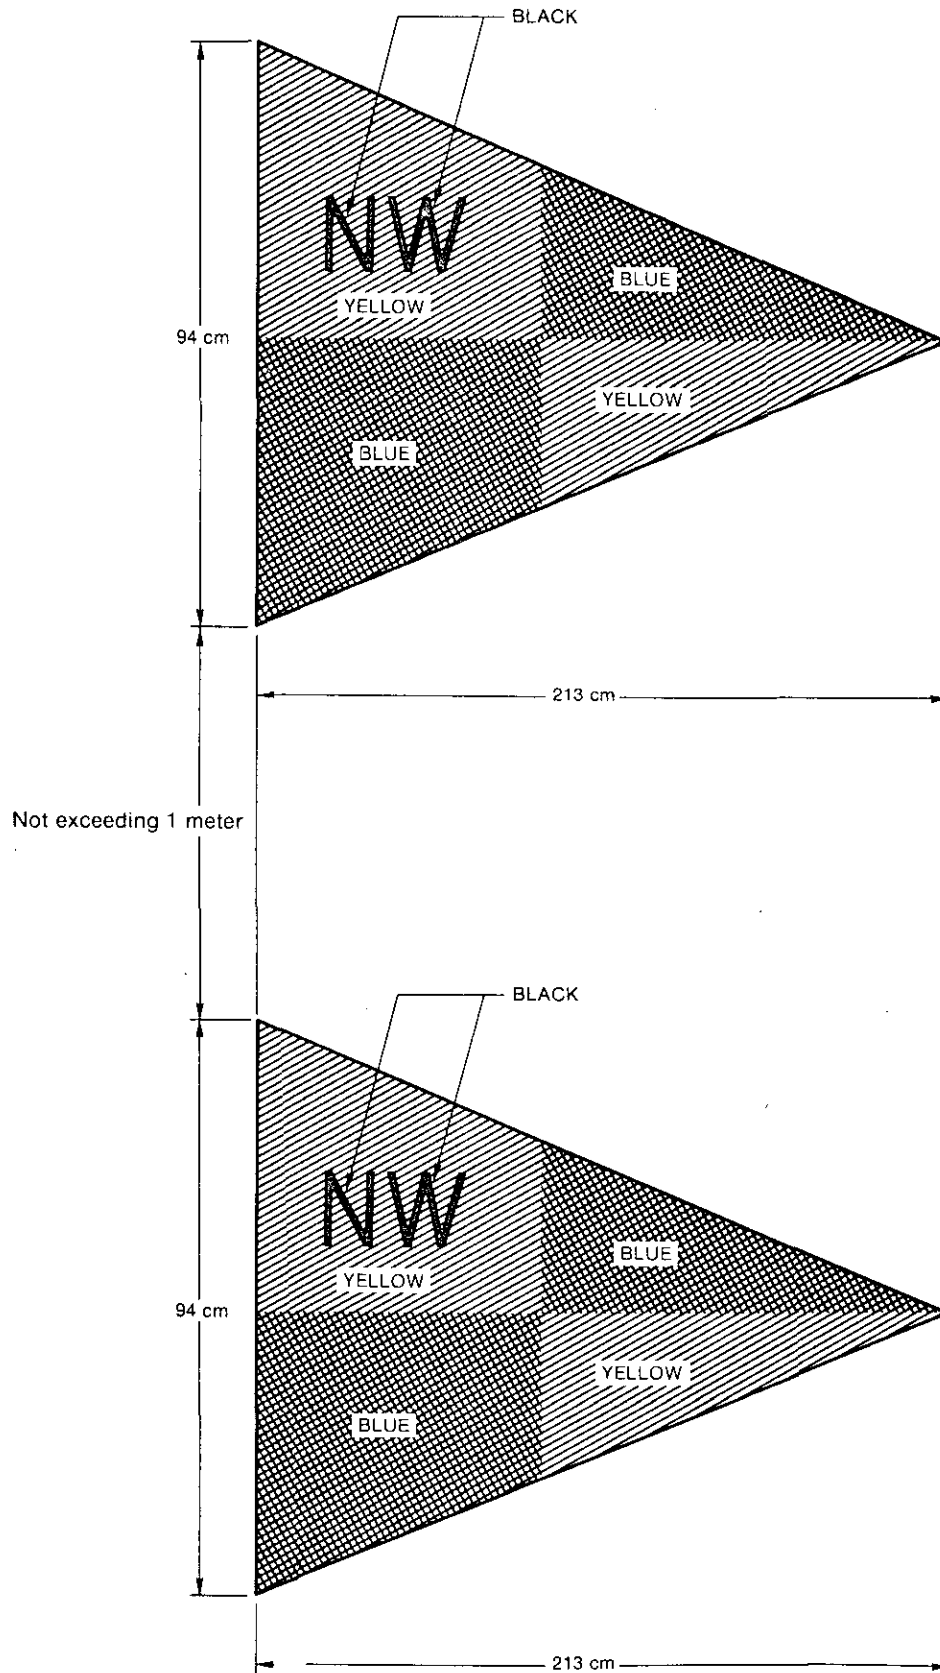 BLACK
NW
BLUE
YELLOW
94 cm
YELLOW
BLUE
213 cm
Not exceeding 1 meter
BLACK
NW
BLUE
YELLOW
94 cm
YELLOW
BLUE
213 cm